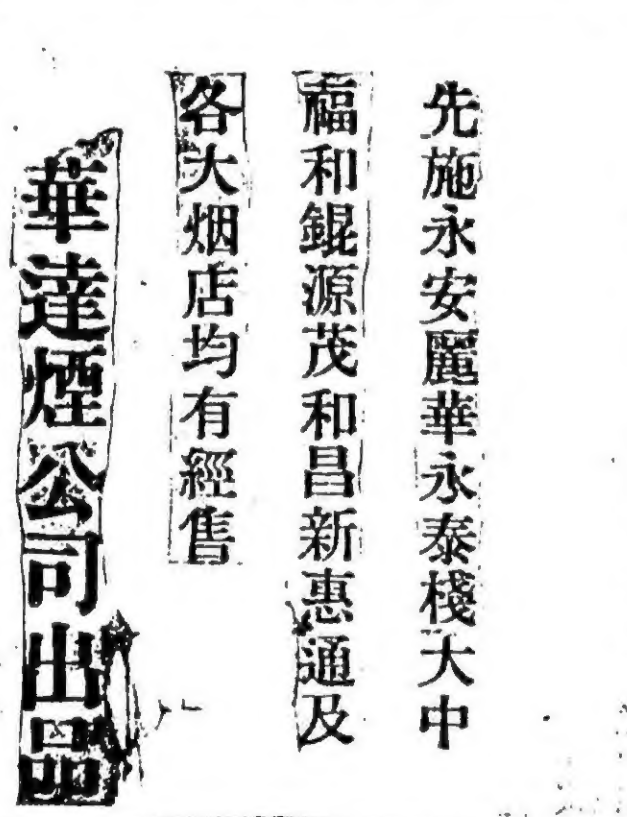 先施永安麗華永泰棧大中
福和錕源茂和昌新惠通及
各大烟店均有經售
華達煙公司出品